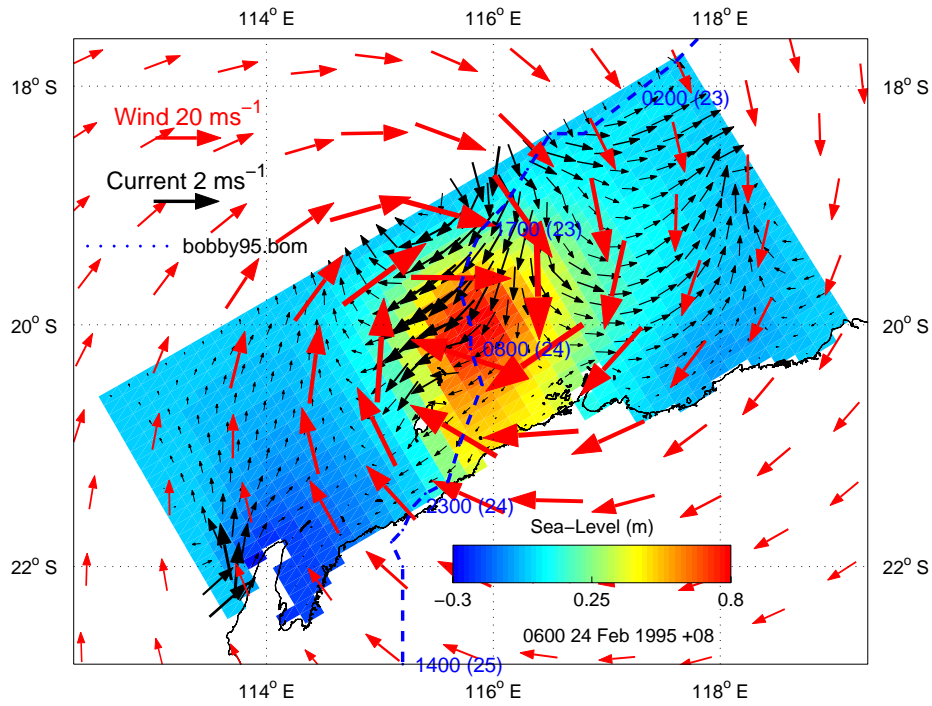 114° E 116° E 118° E
18° S 18° S
0200 (23)
Wind 20 ms−1
Current 2 ms−1
1700 (23)
bobby95.bom
20° S 20° S
0800 (24)
2300 (24)
Sea−Level (m)
22° S 22° S
−0.3 0.25 0.8
0600 24 Feb 1995 +08
1400 (25)
114° E 116° E 118° E